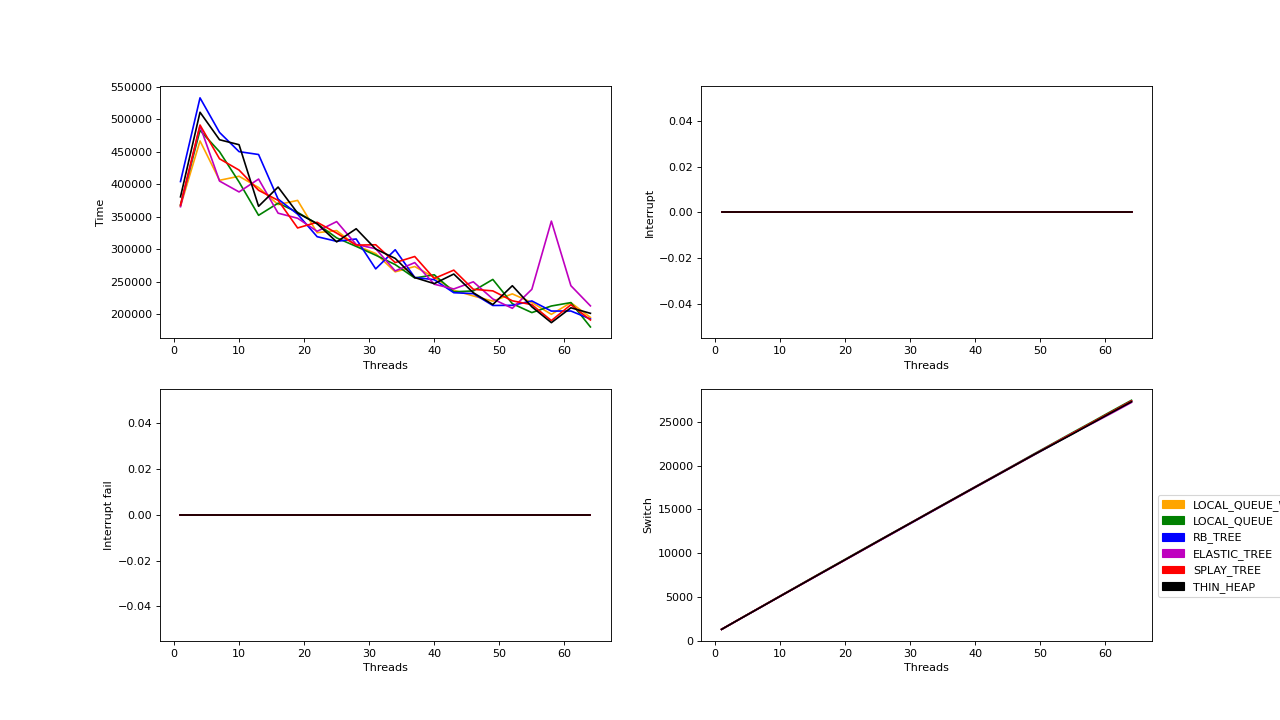 550000
500000
450000
400000
350000
300000
250000
200000
Time
0 10 20 30 40 50 60
Threads
0.04
0.02
0.00
−0.02
−0.04
Interrupt
0 10 20 30 40 50 60
Threads
0.04
0.02
0.00
−0.02
−0.04
Interrupt fail
0 10 20 30 40 50 60
Threads
25000
20000
15000
10000
5000
0
Switch
0 10 20 30 40 50 60
Threads
LOCAL_QUEUE_
LOCAL_QUEUE
RB_TREE
ELASTIC_TREE
SPLAY_TREE
THIN_HEAP